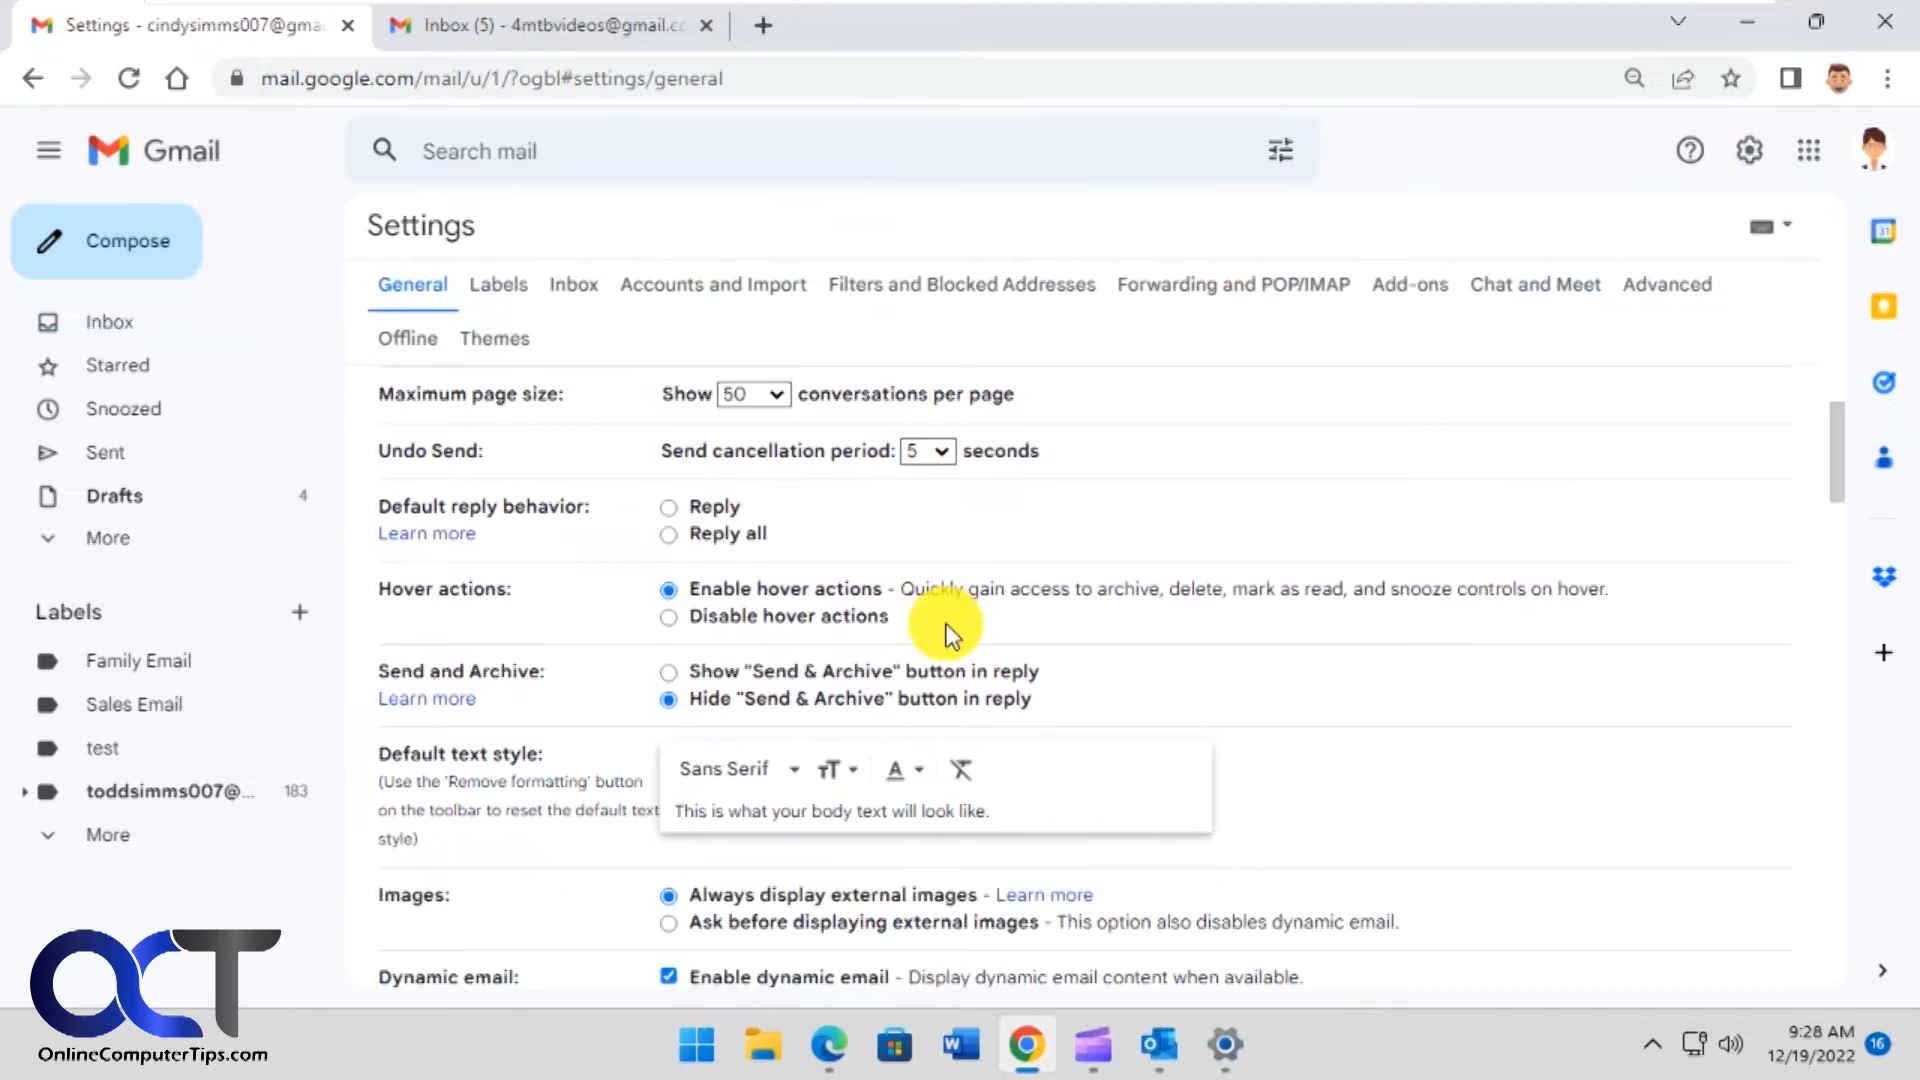 Settings - cindysimms007@gma
Inbox (5) - 4mtbvideos@gmail.cc
mail.google.com/mail/u/1/?ogbl#settings/general
Gmail
Search mail
Compose
Inbox
Starred
Snoozed
Sent
Drafts 4
More
Labels
Family Email
Sales Email
test
toddsimms007@... 183
More
Settings
General Labels Inbox Accounts and Import Filters and Blocked Addresses Forwarding and POP/IMAP Add-ons Chat and Meet Advanced
Offline Themes
Maximum page size: Show 50 conversations per page
Undo Send: Send cancellation period: 5 seconds
Default reply behavior: Reply
Learn more Reply all
Hover actions: Enable hover actions - Quickly gain access to archive, delete, mark as read, and snooze controls on hover.
Disable hover actions
Send and Archive: Show "Send & Archive" button in reply
Learn more Hide "Send & Archive" button in reply
Default text style:
(Use the 'Remove formatting' button
on the toolbar to reset the default text
style)
Sans Serif
This is what your body text will look like.
Images: Always display external images - Learn more
Ask before displaying external images - This option also disables dynamic email.
Dynamic email: Enable dynamic email - Display dynamic email content when available.
31
OCT
OnlineComputerTips.com
W
9:28 AM
12/19/2022
16